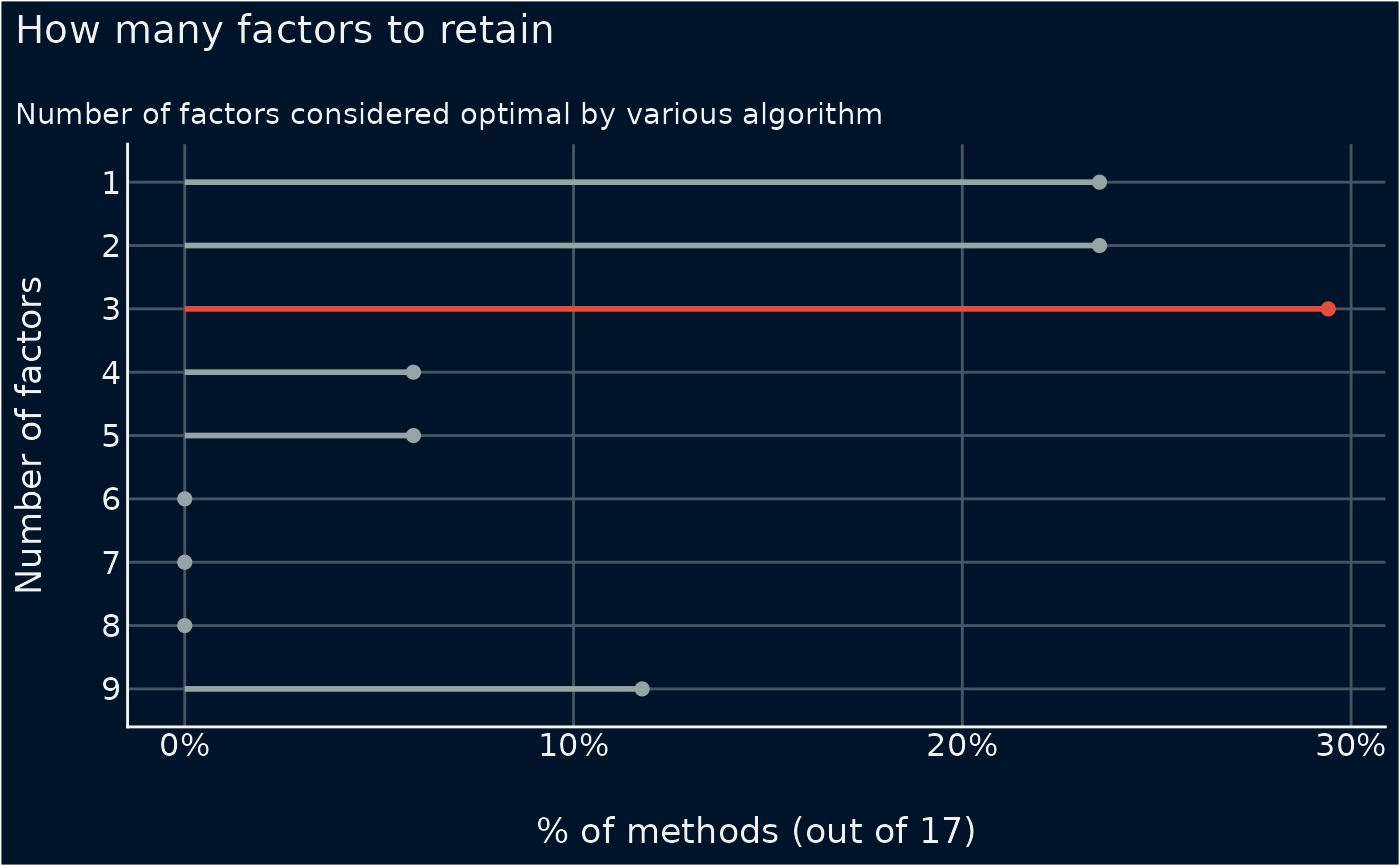 How many factors to retain
Number of factors considered optimal by various algorithm
Number of factors
1
2
3
4
5
6
7
8
9
0% 10% 20% 30%
% of methods (out of 17)